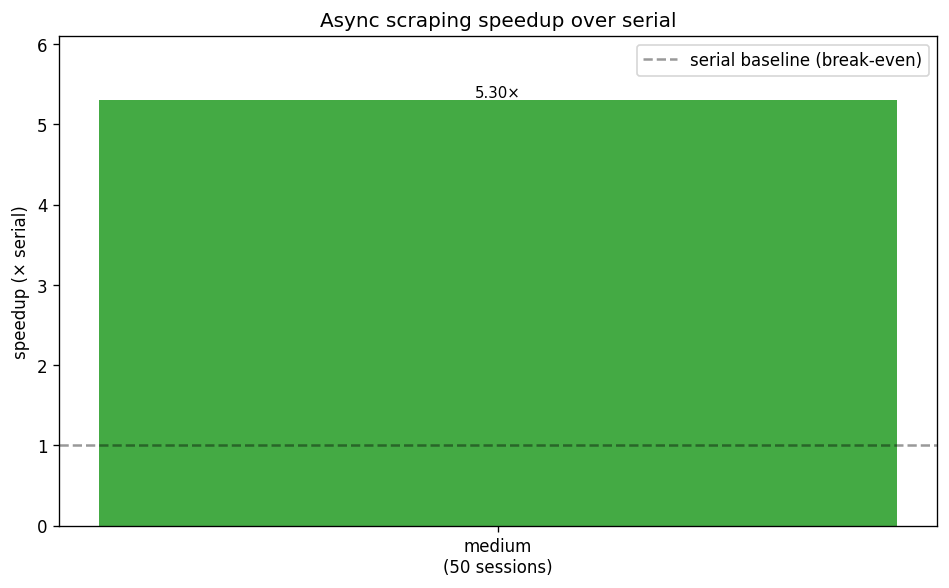 Async scraping speedup over serial
serial baseline (break-even)
5.30×
speedup (× serial)
6
5
4
3
2
1
0
medium
(50 sessions)